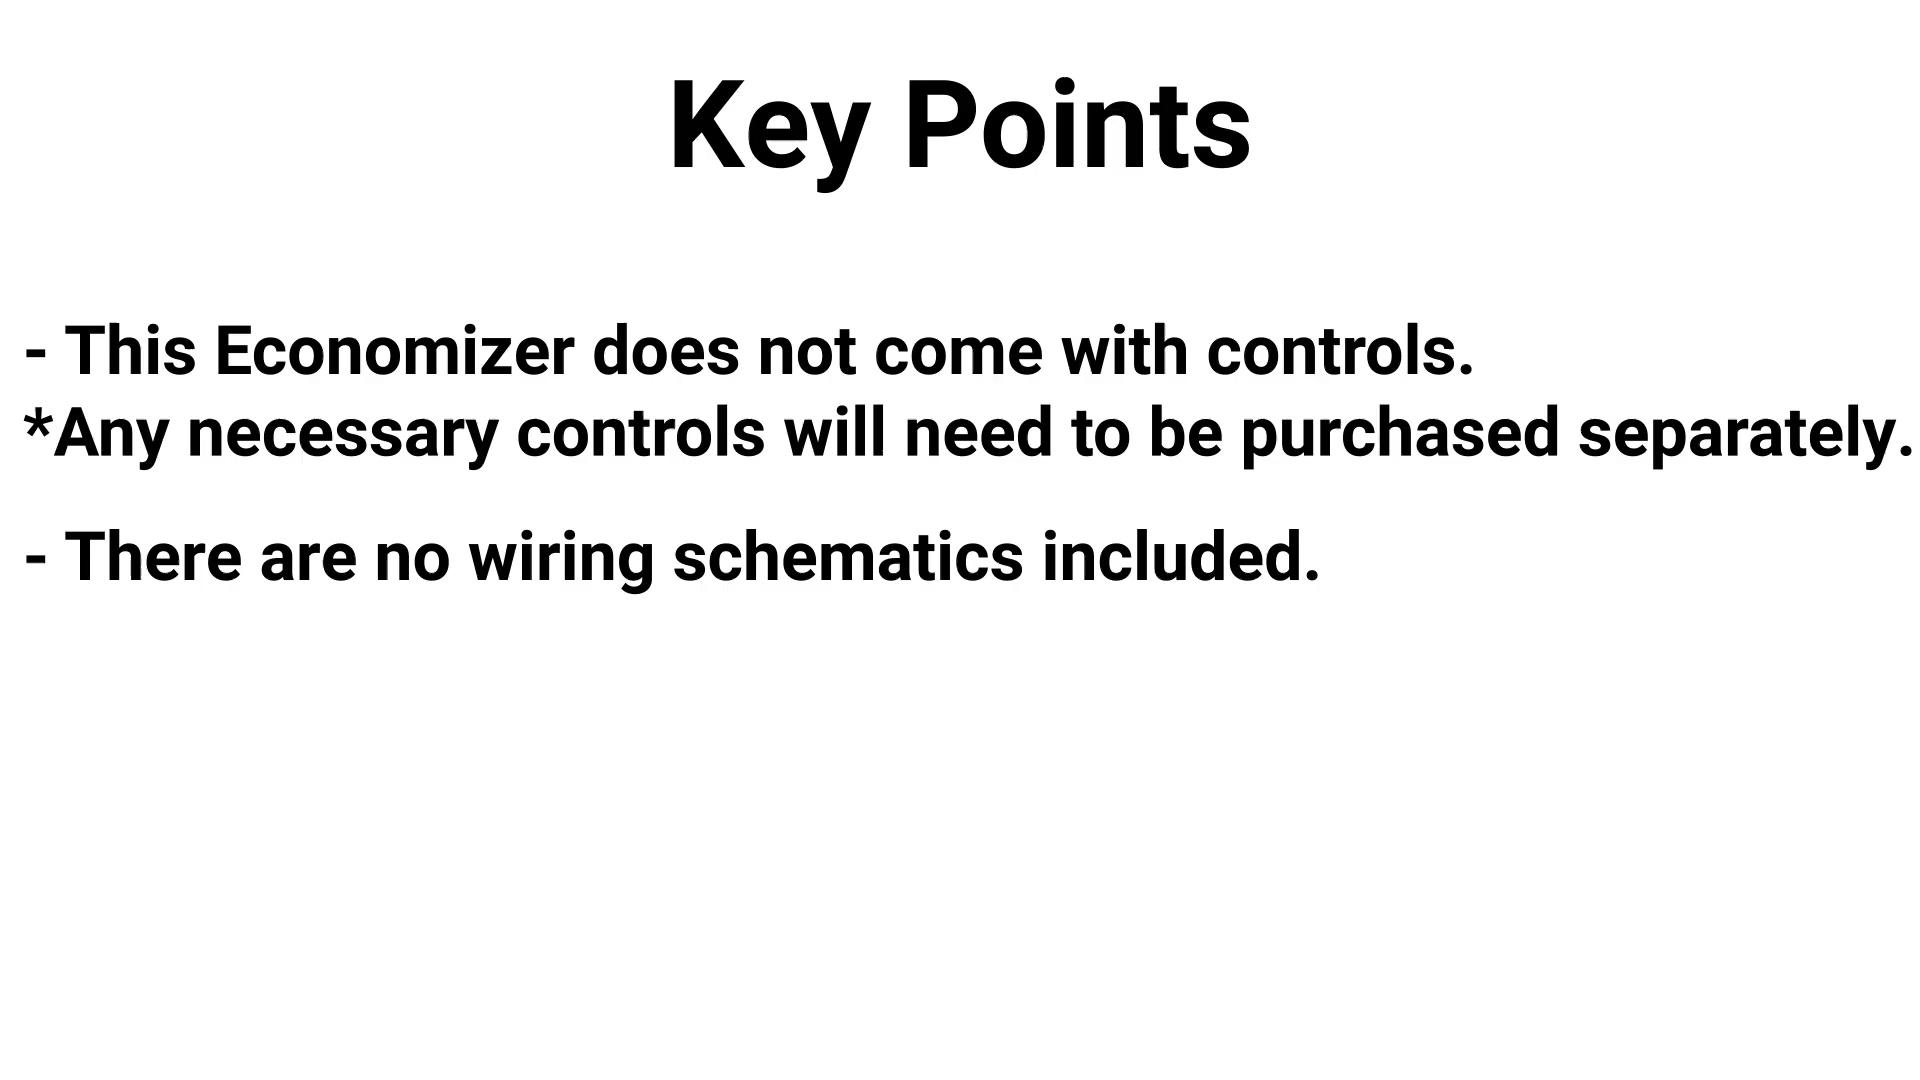 Key Points
- This Economizer does not come with controls.
*Any necessary controls will need to be purchased separately.
- There are no wiring schematics included.